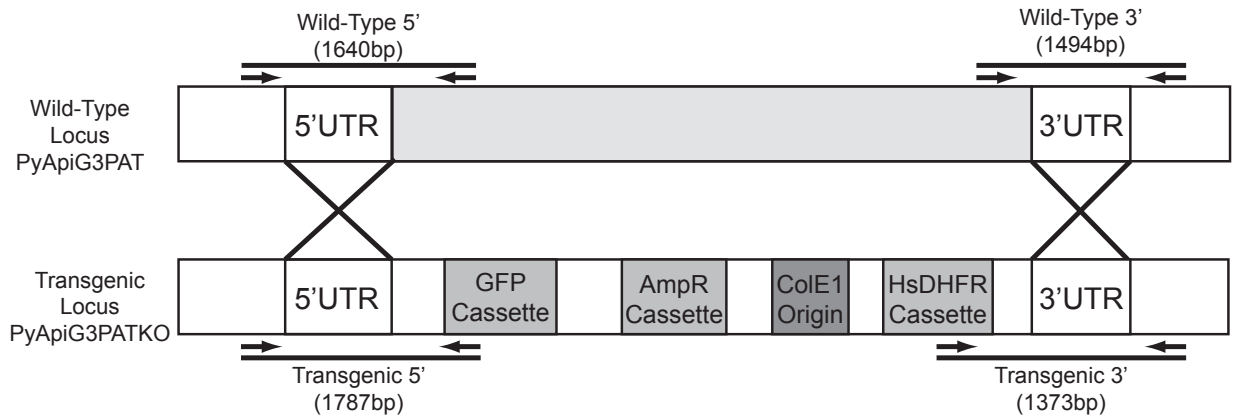 Wild-Type 5’
(1640bp)
Wild-Type 3’
(1494bp)
Wild-Type
Locus
PyApiG3PAT
5’UTR
3’UTR
Transgenic
Locus
PyApiG3PATKO
5’UTR
GFP
Cassette
AmpR
Cassette
ColE1
Origin
HsDHFR
Cassette
3’UTR
Transgenic 5’
(1787bp)
Transgenic 3’
(1373bp)